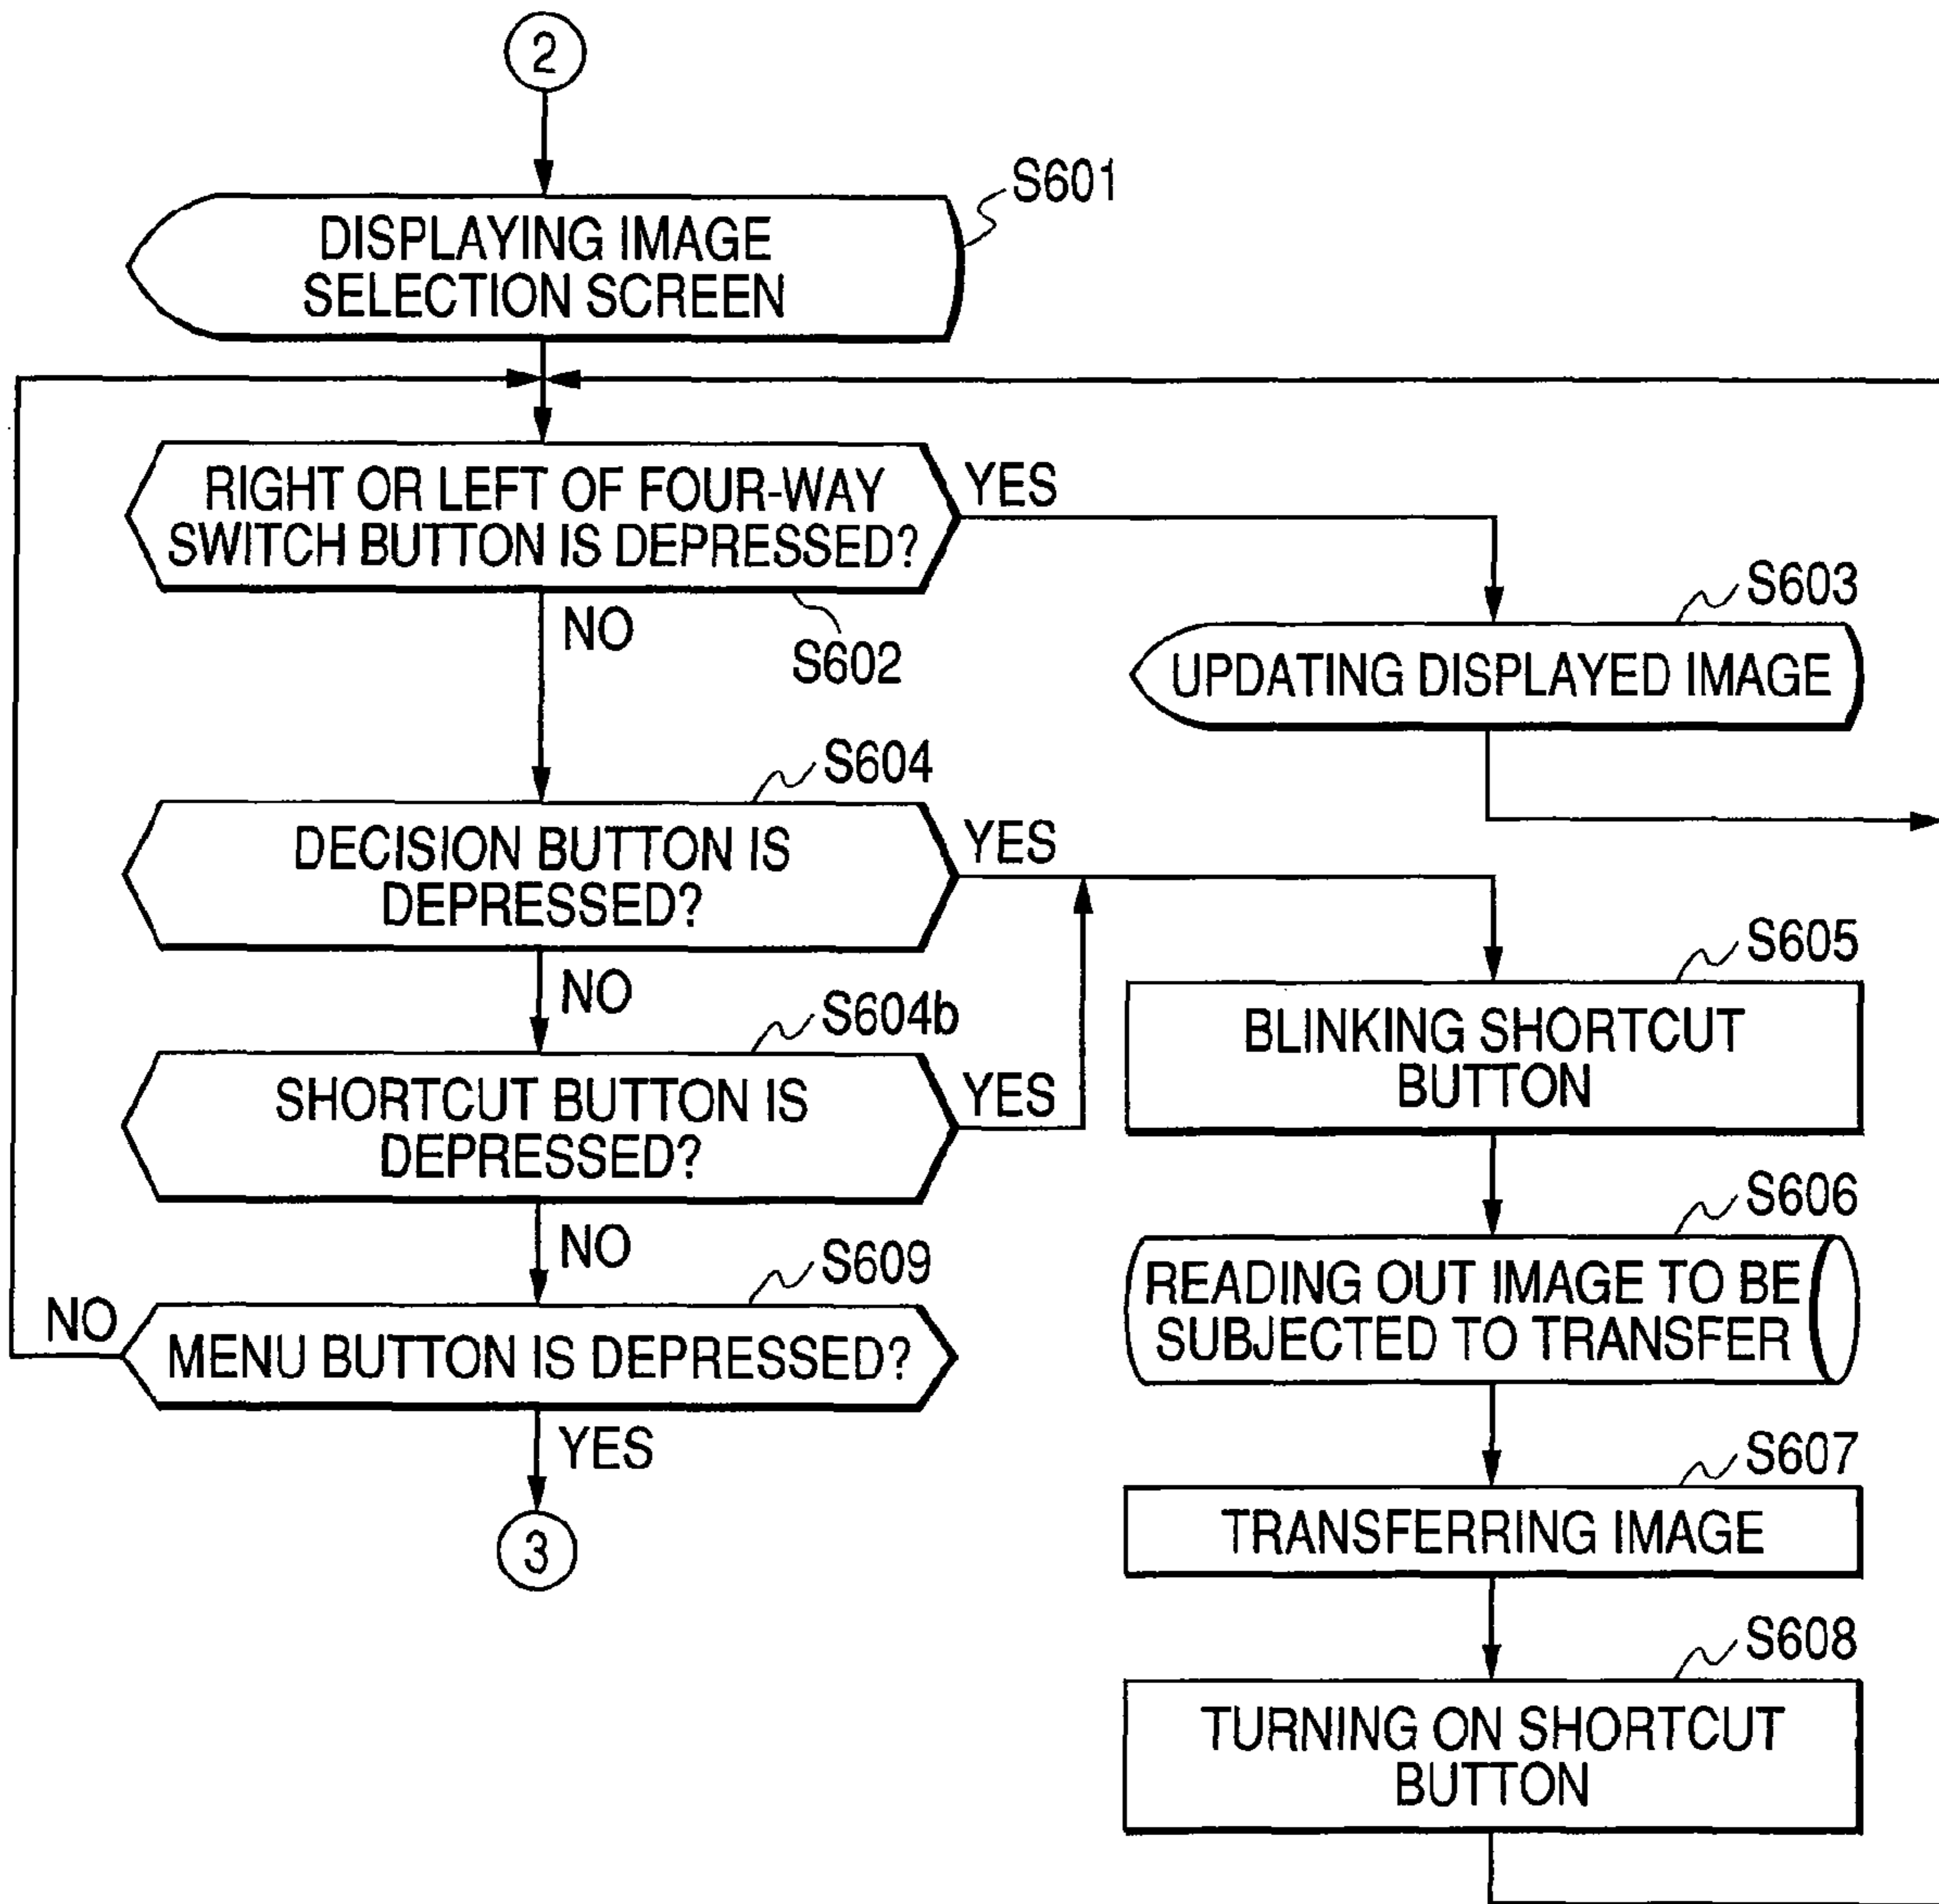 2
S601
DISPLAYING IMAGE
SELECTION SCREEN
RIGHT OR LEFT OF FOUR-WAY
SWITCH BUTTON IS DEPRESSED?
YES
NO
S602
S603
UPDATING DISPLAYED IMAGE
S604
DECISION BUTTON IS
DEPRESSED?
YES
NO
S604b
SHORTCUT BUTTON IS
DEPRESSED?
YES
NO
S609
NO
MENU BUTTON IS DEPRESSED?
YES
3
S605
BLINKING SHORTCUT
BUTTON
S606
READING OUT IMAGE TO BE
SUBJECTED TO TRANSFER
S607
TRANSFERRING IMAGE
S608
TURNING ON SHORTCUT
BUTTON